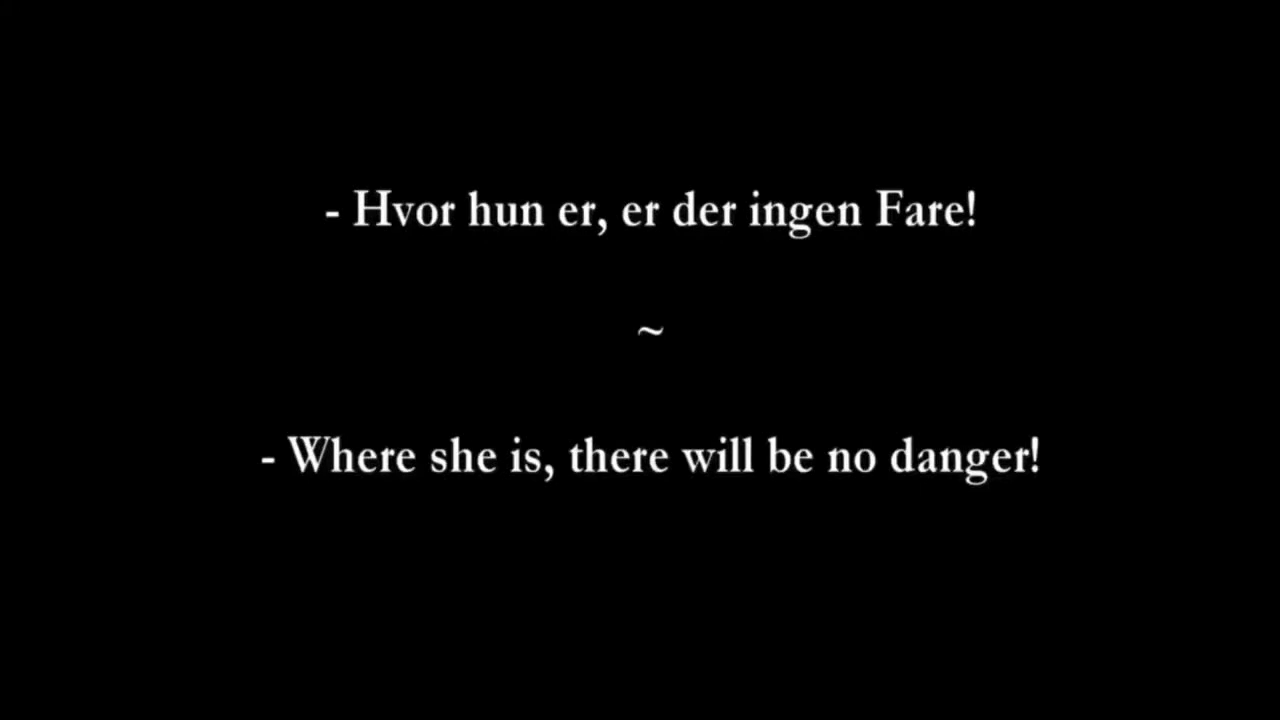 - Hvor hun er, er der ingen Fare!
~
- Where she is, there will be no danger!